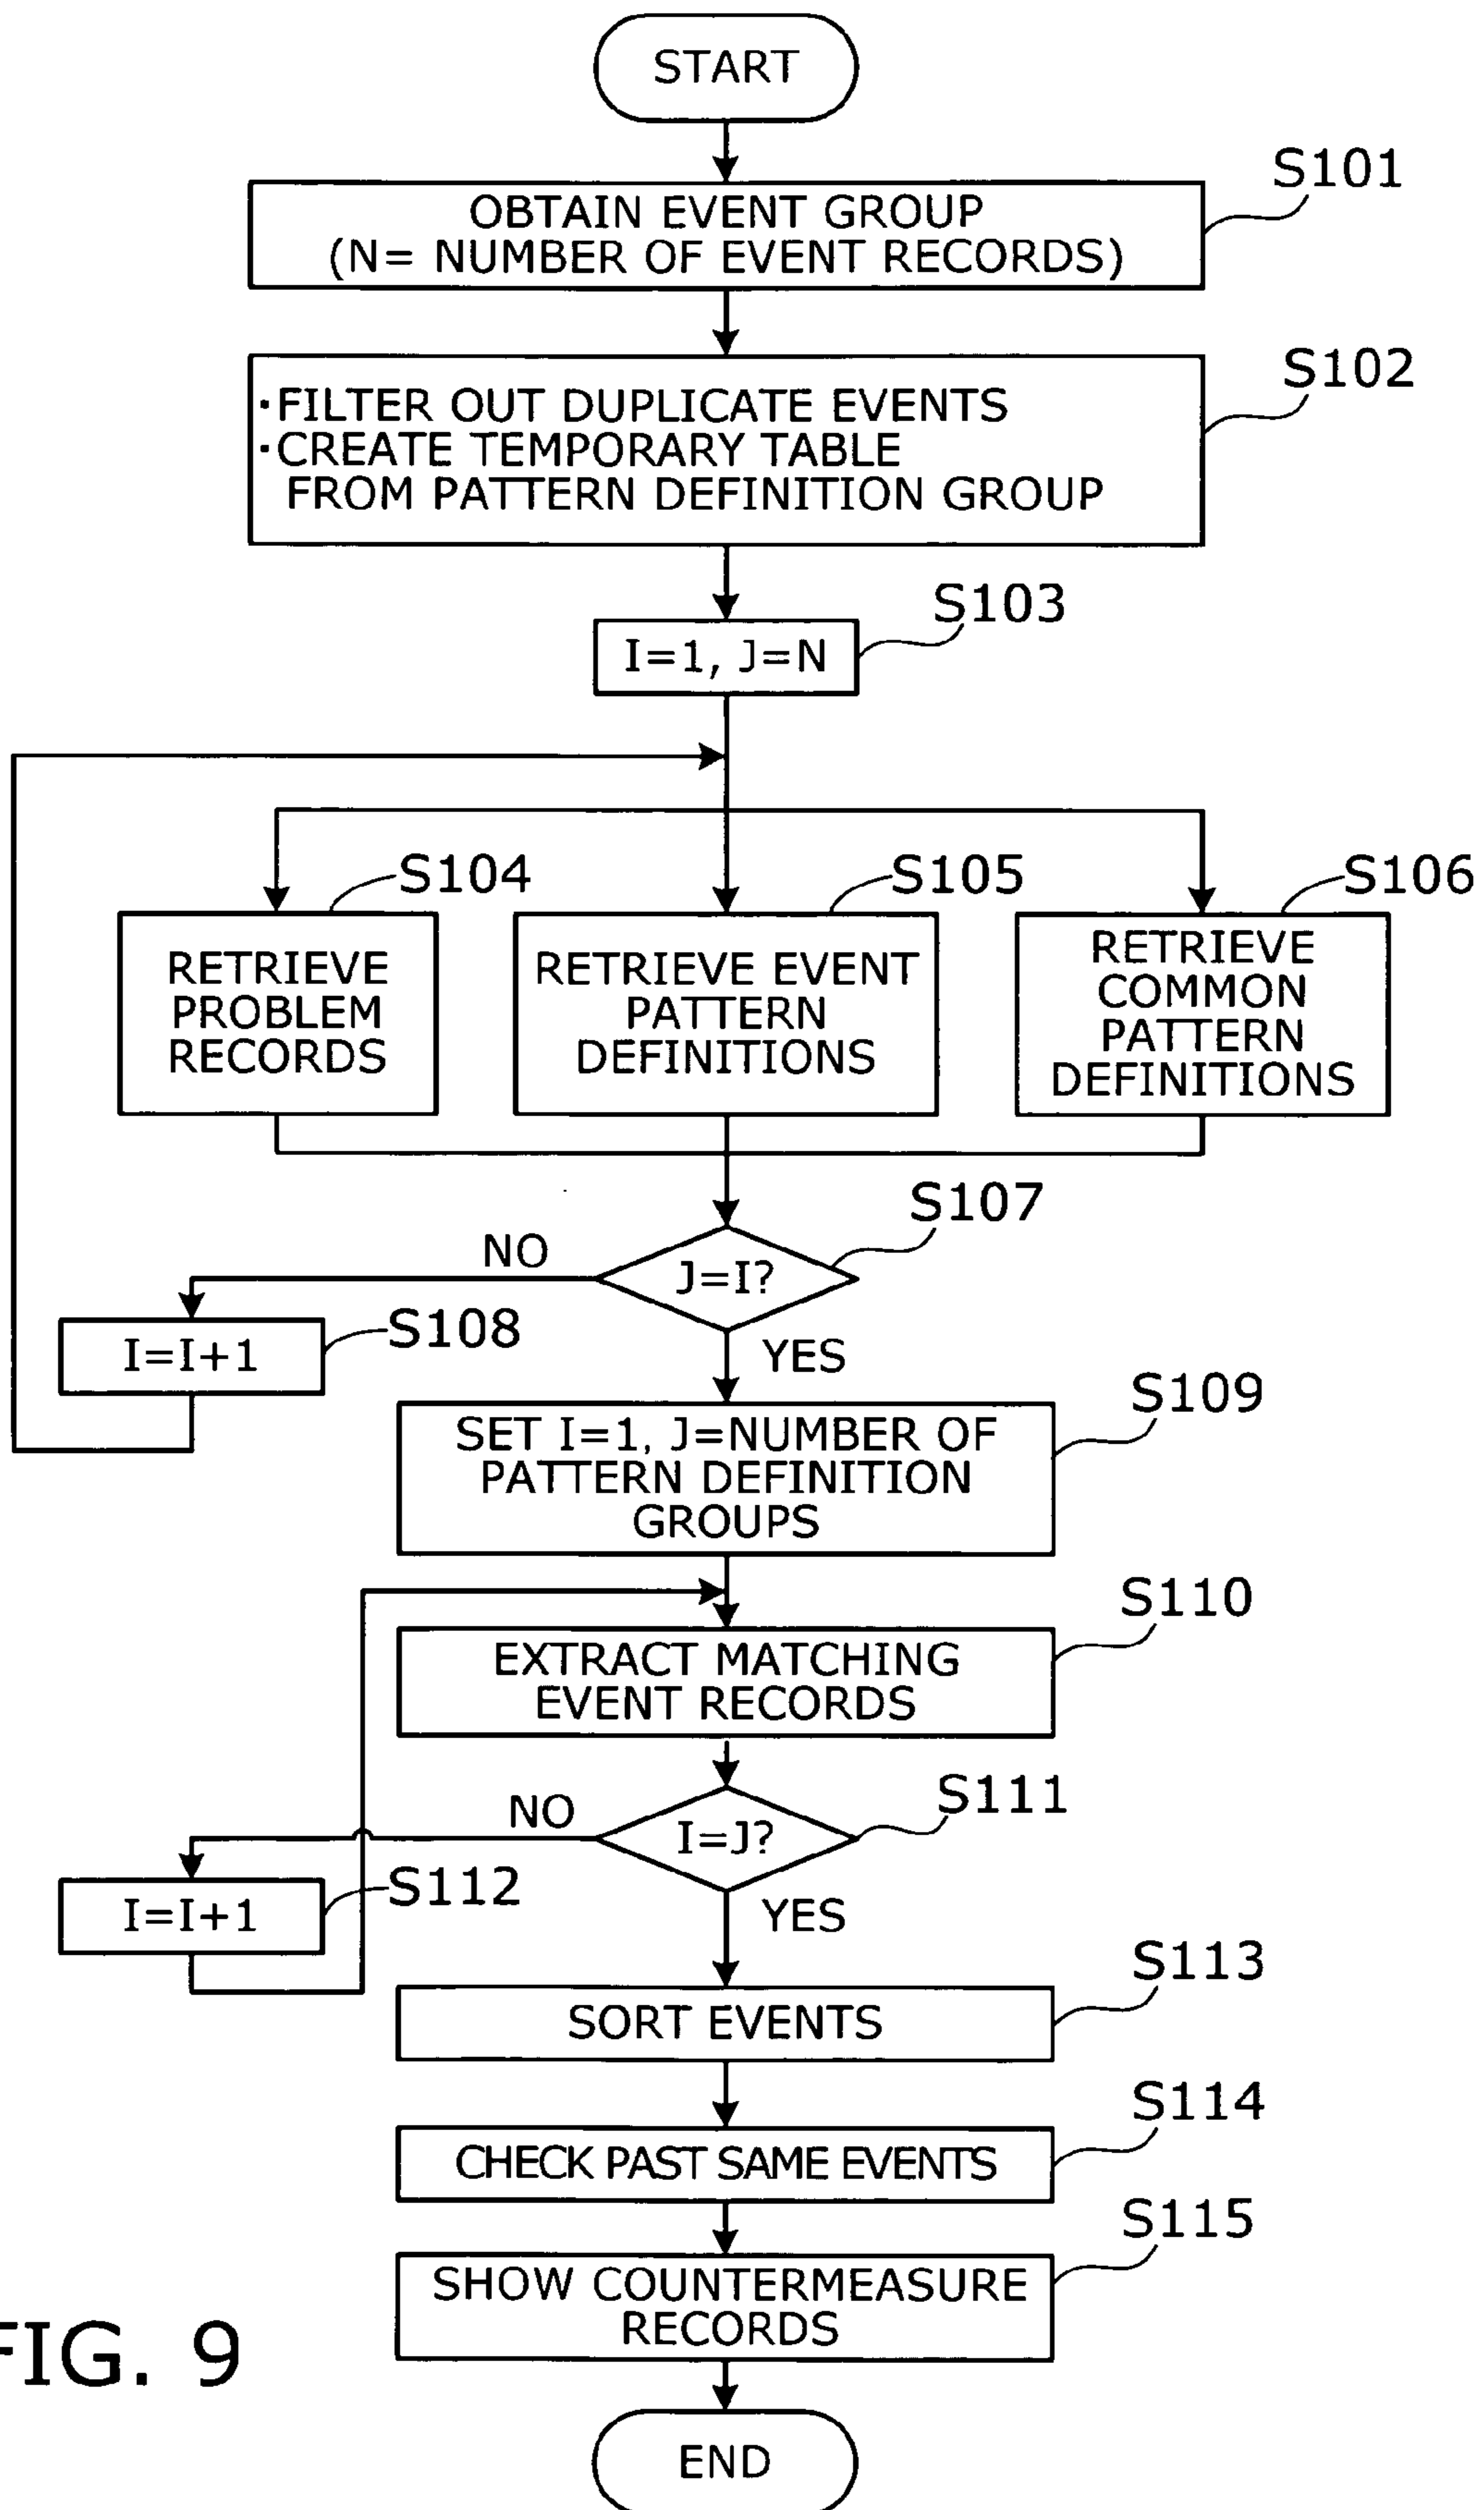 START
S101
OBTAIN EVENT GROUP
(N= NUMBER OF EVENT RECORDS)
S102
·FILTER OUT DUPLICATE EVENTS
·CREATE TEMPORARY TABLE
FROM PATTERN DEFINITION GROUP
S103
I=1, J=N
S104
S105
S106
RETRIEVE
PROBLEM
RECORDS
RETRIEVE EVENT
PATTERN
DEFINITIONS
RETRIEVE
COMMON
PATTERN
DEFINITIONS
S107
NO
J=I?
S108
I=I+1
YES
S109
SET I=1, J=NUMBER OF
PATTERN DEFINITION
GROUPS
S110
EXTRACT MATCHING
EVENT RECORDS
S111
NO
I=J?
S112
I=I+1
YES
S113
SORT EVENTS
S114
CHECK PAST SAME EVENTS
S115
SHOW COUNTERMEASURE
RECORDS
FIG. 9
END